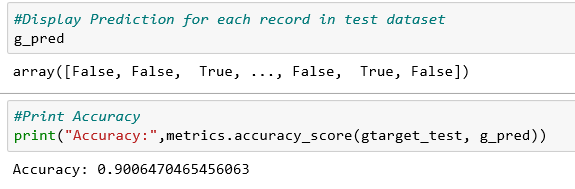 #Display Prediction for each record in test dataset
g_pred
array([False, False,  True, ..., False,  True, False])
#Print Accuracy
print("Accuracy:",metrics.accuracy_score(gtarget_test, g_pred))
Accuracy: 0.9006470465456063